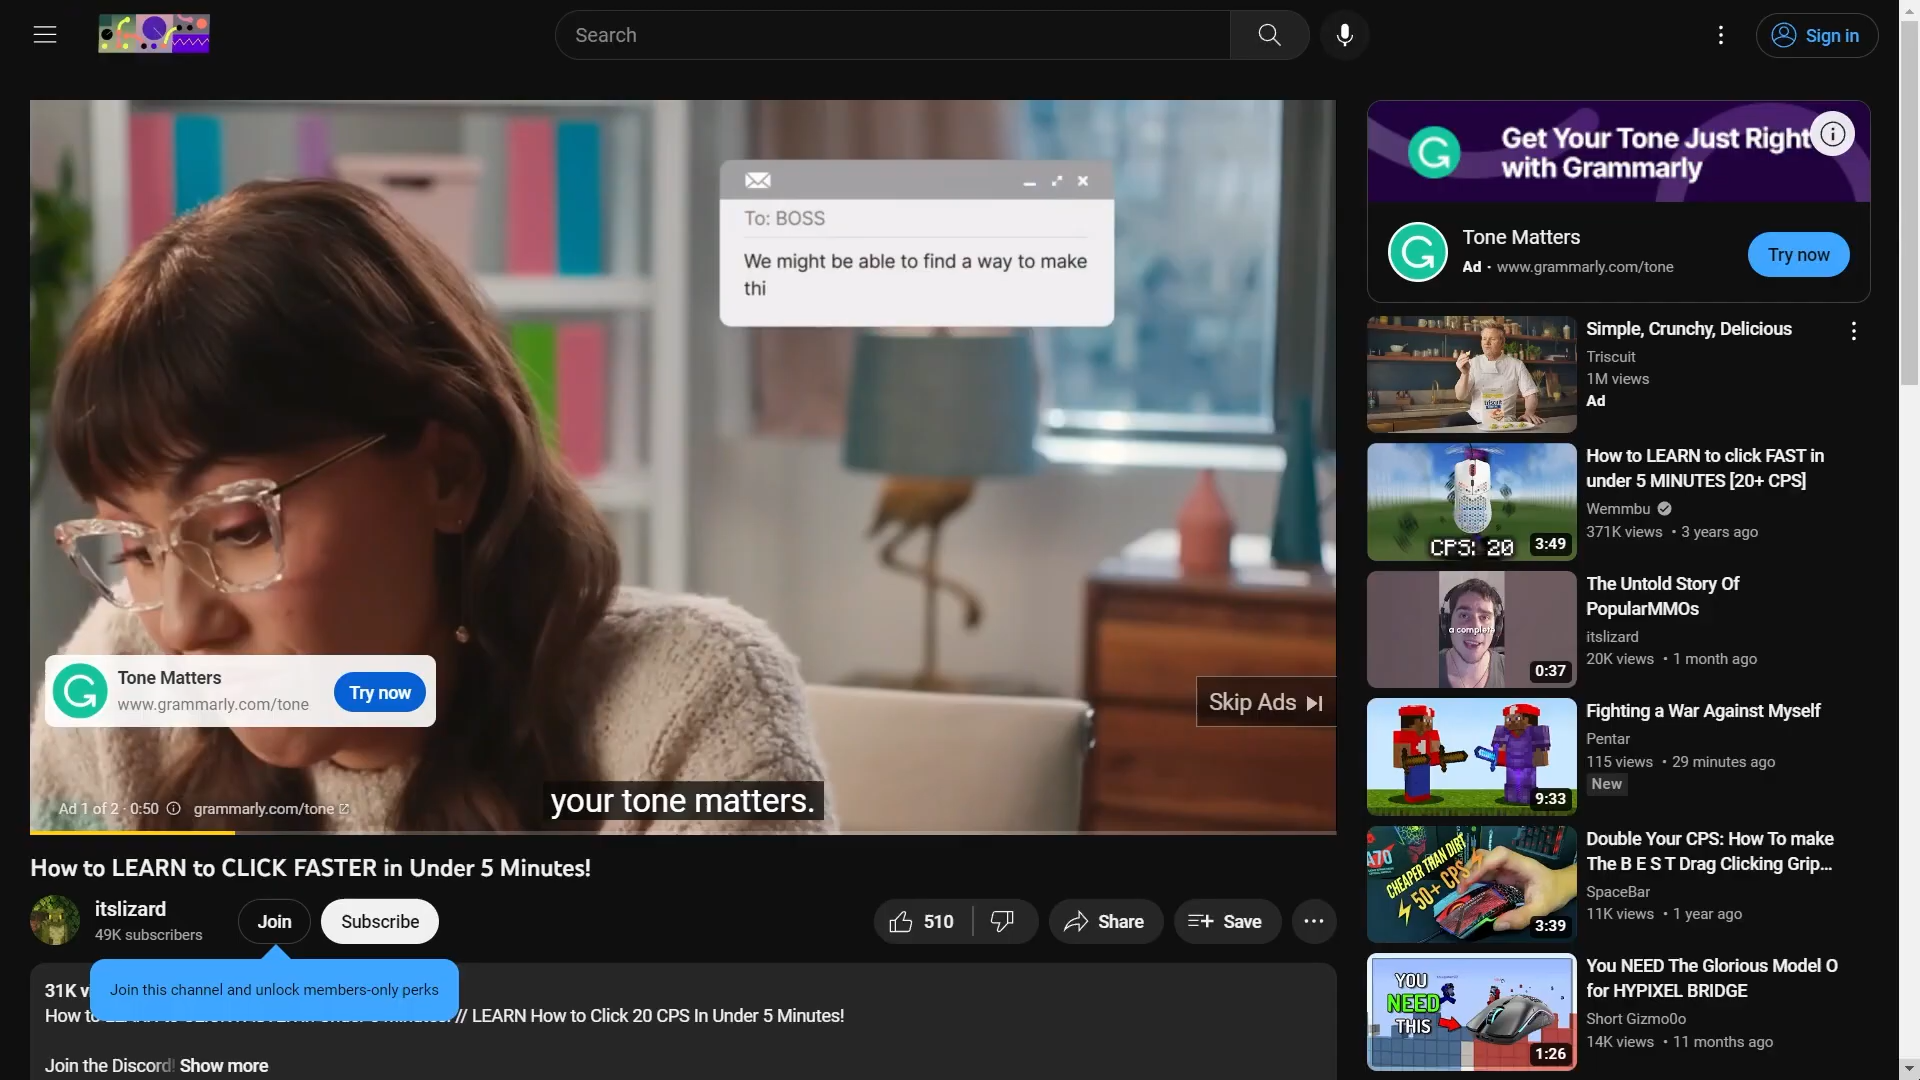 Search
Sign in
To: BOSS
We might be able to find a way to make
thi
Tone Matters
www.grammarly.com/tone
Try now
Skip Ads
your tone matters.
Ad 1 of 2 · 0:50
grammarly.com/tone
How to LEARN to CLICK FASTER in Under 5 Minutes!
itslizard
49K subscribers
Join
Subscribe
510
Share
Save
Join this channel and unlock members-only perks
31K v
How to // LEARN How to Click 20 CPS In Under 5 Minutes!
Join the Discord! Show more
Get Your Tone Just Right
with Grammarly
Tone Matters
Ad · www.grammarly.com/tone
Try now
Simple, Crunchy, Delicious
Triscuit
1M views
Ad
TRISCUIT
CPS: 20
3:49
How to LEARN to click FAST in
under 5 MINUTES [20+ CPS]
Wemmbu
371K views • 3 years ago
a complete
0:37
The Untold Story Of
PopularMMOs
itslizard
20K views • 1 month ago
9:33
Fighting a War Against Myself
Pentar
115 views • 29 minutes ago
New
A70
CHEAPER THAN DIRT
50+ CPS
3:39
Double Your CPS: How To make
The B E S T Drag Clicking Grip...
SpaceBar
11K views • 1 year ago
YOU
NEED
THIS
1:26
You NEED The Glorious Model O
for HYPIXEL BRIDGE
Short Gizmo0o
14K views • 11 months ago